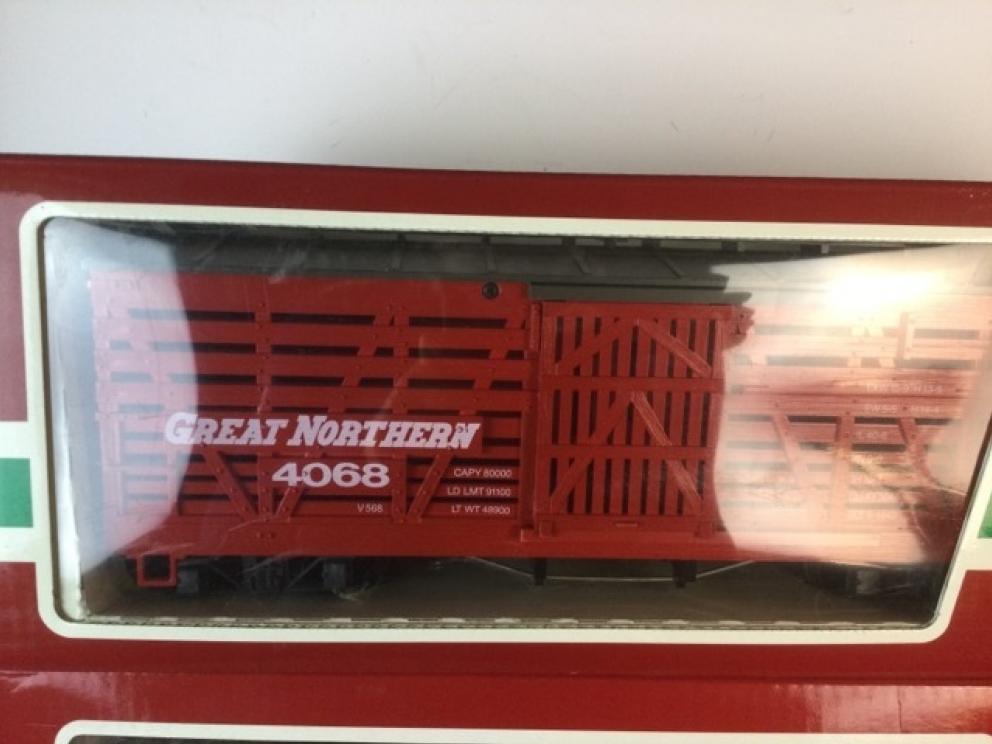 GREAT NORTHERN
4068
CAPY 80000
LD LMT 91100
V568 LT WT 48900